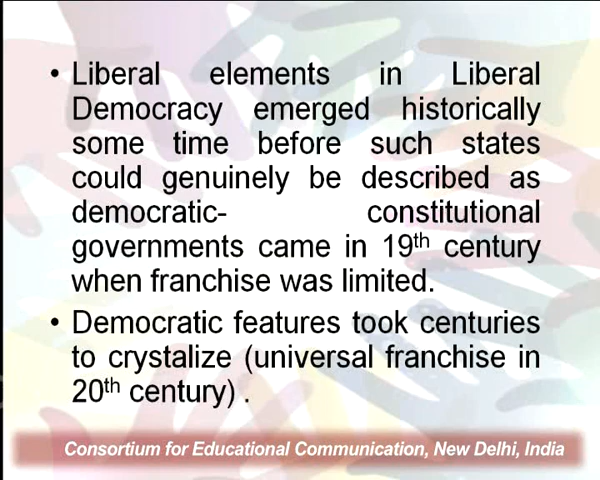 • Liberal elements in Liberal
Democracy emerged historically
some time before such states
could genuinely be described as
democratic- constitutional
governments came in 19th century
when franchise was limited.
• Democratic features took centuries
to crystalize (universal franchise in
20th century) .
Consortium for Educational Communication, New Delhi, India